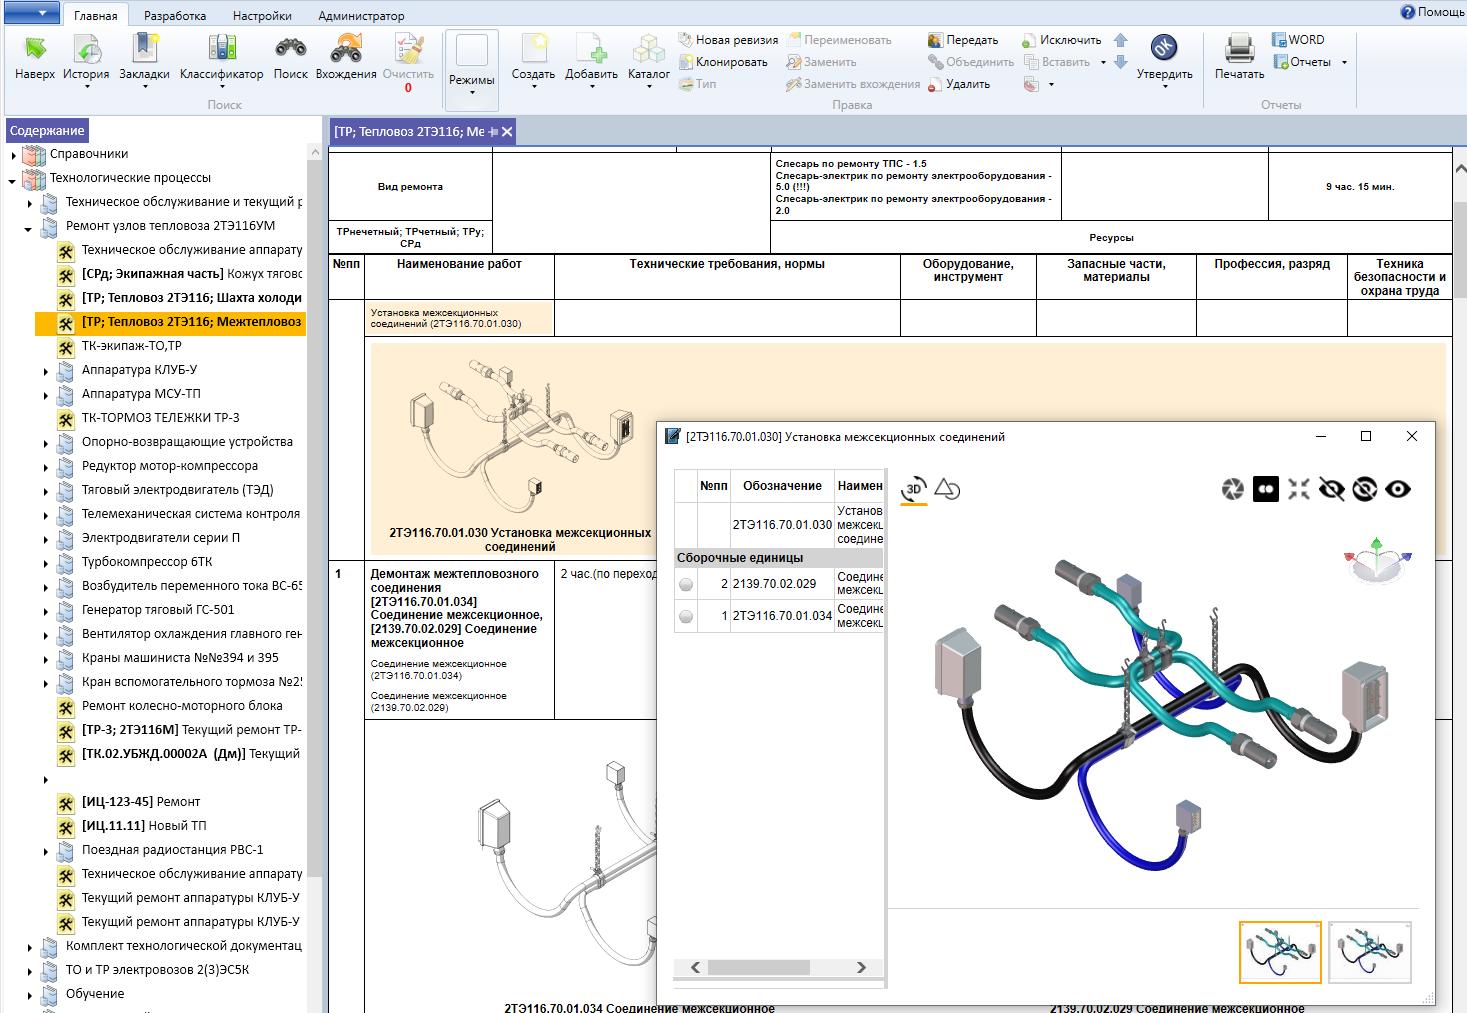 Главная
Разработка
Настройки
Администратор
Помощь
Наверх
История
Закладки
Классификатор
Поиск
Вхождения
Очистить
0
Режимы
Создать
Добавить
Каталог
Новая ревизия
Клонировать
Тип
Переименовать
Заменить
Заменить вхождения
Передать
Объединить
Удалить
Исключить
Вставить
OK
Утвердить
Печатать
WORD
Отчеты
Поиск
Правка
Отчеты
Содержание
Справочники
Технологические процессы
Техническое обслуживание и текущий р
Ремонт узлов тепловоза 2ТЭ116УМ
Техническое обслуживание аппарату
[СРд; Экипажная часть] Кожух тягово
[ТР; Тепловоз 2ТЭ116; Шахта холоди
[ТР; Тепловоз 2ТЭ116; Межтепловоз
ТК-экипаж-ТО,ТР
Аппаратура КЛУБ-У
Аппаратура МСУ-ТП
ТК-ТОРМОЗ ТЕЛЕЖКИ ТР-3
Опорно-возвращающие устройства
Редуктор мотор-компрессора
Тяговый электродвигатель (ТЭД)
Телемеханическая система контроля
Электродвигатели серии П
Турбокомпрессор 6ТК
Возбудитель переменного тока ВС-65
Генератор тяговый ГС-501
Вентилятор охлаждения главного ген
Краны машиниста №№394 и 395
Кран вспомогательного тормоза №25
Ремонт колесно-моторного блока
[ТР-3; 2ТЭ116М] Текущий ремонт ТР-
[ТК.02.УБЖД.00002А (Дм)] Текущий
[ИЦ-123-45] Ремонт
[ИЦ.11.11] Новый ТП
Поездная радиостанция РВС-1
Техническое обслуживание аппарату
Текущий ремонт аппаратуры КЛУБ-У
Текущий ремонт аппаратуры КЛУБ-У
Комплект технологической документац
ТО и ТР электровозов 2(3)ЭС5К
Обучение
[ТР; Тепловоз 2ТЭ116; Ме
Вид ремонта
Слесарь по ремонту ТПС - 1.5
Слесарь-электрик по ремонту электрооборудования -
5.0 (!!!)
Слесарь-электрик по ремонту электрооборудования -
2.0
9 час. 15 мин.
ТРнечетный; ТРчетный; ТРу;
СРд
Ресурсы
№пп
Наименование работ
Технические требования, нормы
Оборудование,
инструмент
Запасные части,
материалы
Профессия, разряд
Техника
безопасности и
охрана труда
Установка межсекционных
соединений (2ТЭ116.70.01.030)
2ТЭ116.70.01.030 Установка межсекционных
соединений
1
Демонтаж межтепловозного
соединения
[2ТЭ116.70.01.034]
Соединение межсекционное,
[2139.70.02.029] Соединение
межсекционное
2 час.(по переход
Соединение межсекционное
(2ТЭ116.70.01.034)
Соединение межсекционное
(2139.70.02.029)
2ТЭ116.70.01.034 Соединение межсекционное
2139.70.02.029 Соединение межсекционное
[2ТЭ116.70.01.030] Установка межсекционных соединений
№пп
Обозначение
Наимен
2ТЭ116.70.01.030
Установ
межсекц
соедине
Сборочные единицы
2
2139.70.02.029
Соедине
межсекц
1
2ТЭ116.70.01.034
Соедине
межсекц
3D